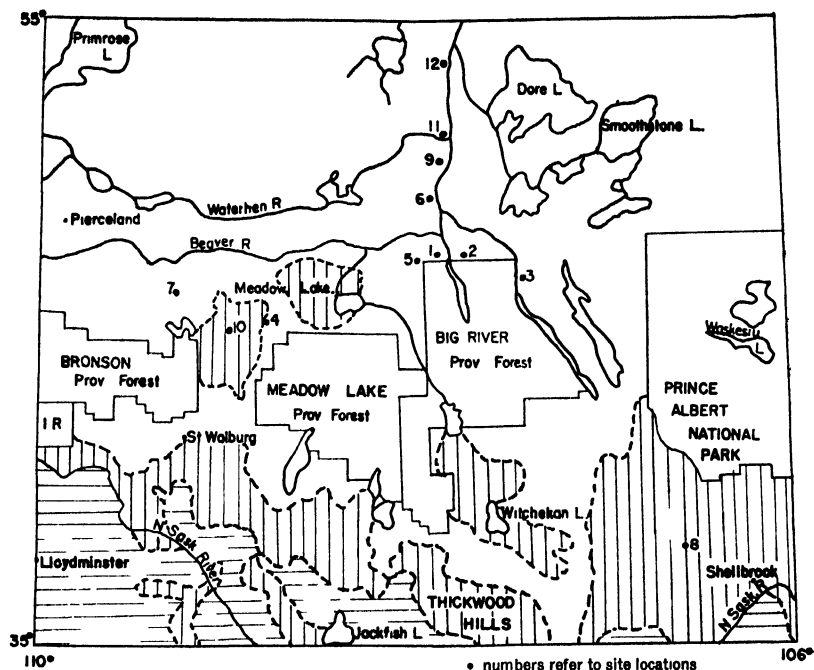 55°
Primrose
L
12
Dore L
Smoothstone L.
11
9
6
Waterhen R
Pierceland
Beaver R
5
1
2
3
7
Meadow Lake
4
10
Waskesiu
L
BIG RIVER
Prov Forest
BRONSON
Prov Forest
MEADOW LAKE
Prov Forest
PRINCE
ALBERT
NATIONAL
PARK
I R
St Walburg
Witchekan L.
N Sask River
8
Lloydminster
Shellbrook
THICKWOOD
HILLS
N Sask R
Jackfish L
35°
110°
106°
• numbers refer to site locations